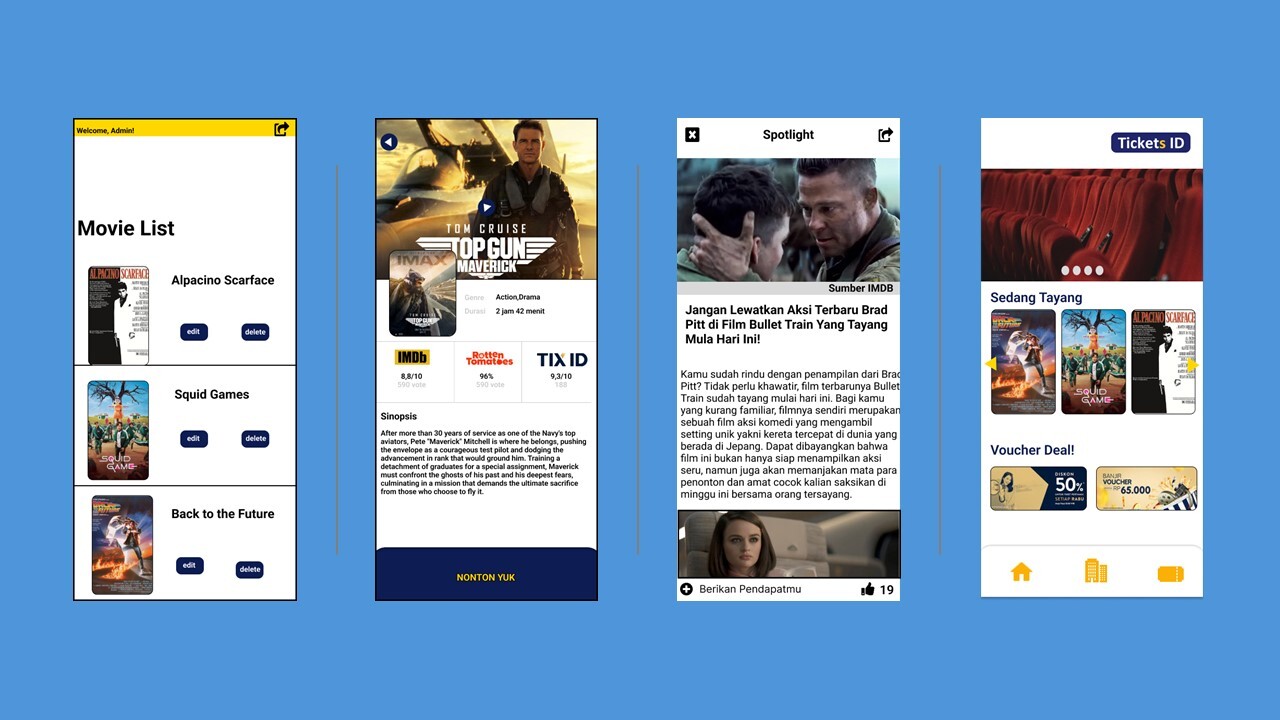 Welcome, Admin!
Movie List
AL PACINO SCARFACE
Alpacino Scarface
edit
delete
SQUID GAME
Squid Games
edit
delete
Back to the Future
edit
delete
TOM CRUISE
TOP GUN
MAVERICK
IMAX
TOP GUN
Genre
Action,Drama
Durasi
2 jam 42 menit
IMDb
Rotten Tomatoes
TIX ID
8,8/10
96%
9,3/10
590 vote
590 vote
188
Sinopsis
After more than 30 years of service as one of the Navy's top
aviators, Pete "Maverick" Mitchell is where he belongs, pushing
the envelope as a courageous test pilot and dodging the
advancement in rank that would ground him. Training a
detachment of graduates for a special assignment, Maverick
must confront the ghosts of his past and his deepest fears,
culminating in a mission that demands the ultimate sacrifice
from those who choose to fly it.
NONTON YUK
Spotlight
Sumber IMDB
Jangan Lewatkan Aksi Terbaru Brad
Pitt di Film Bullet Train Yang Tayang
Mula Hari Ini!
Kamu sudah rindu dengan penampilan dari Brad
Pitt? Tidak perlu khawatir, film terbarunya Bullet
Train sudah tayang mulai hari ini. Bagi kamu
yang kurang familiar, filmnya sendiri merupakan
sebuah film aksi komedi yang mengambil
setting unik yakni kereta tercepat di dunia yang
berada di Jepang. Dapat dibayangkan bahwa
film ini bukan hanya siap menampilkan aksi
seru, namun juga akan memanjakan mata para
penonton dan amat cocok kalian saksikan di
minggu ini bersama orang tersayang.
Berikan Pendapatmu
19
Tickets ID
Sedang Tayang
SQUID GAME
AL PACINO SCARFACE
Voucher Deal!
DISKON
50%
SETIAP RABU
BANJIR
VOUCHER
RP65.000